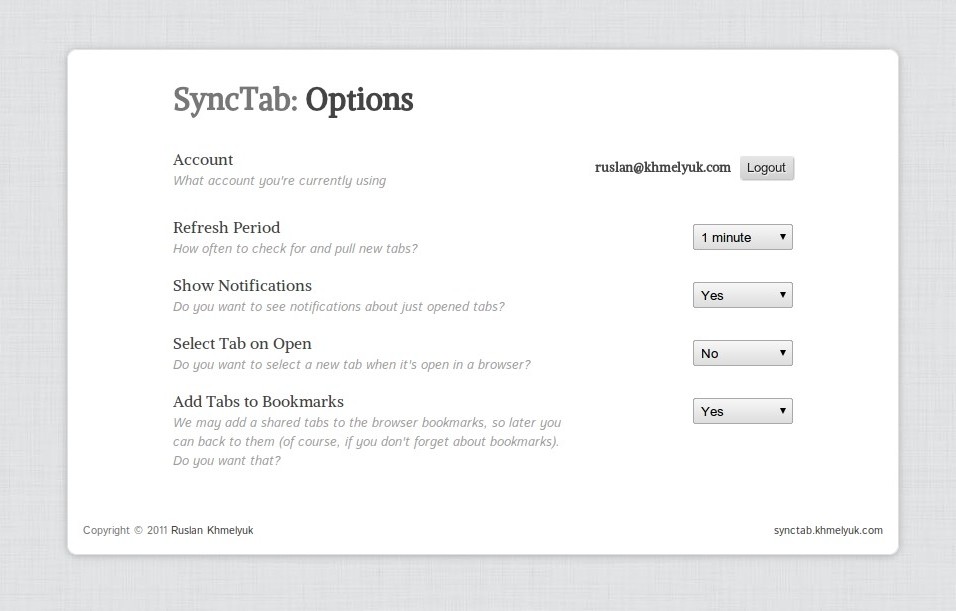 SyncTab: Options
Account
What account you're currently using
ruslan@khmelyuk.com Logout
Refresh Period
How often to check for and pull new tabs?
1 minute
Show Notifications
Do you want to see notifications about just opened tabs?
Yes
Select Tab on Open
Do you want to select a new tab when it's open in a browser?
No
Add Tabs to Bookmarks
We may add a shared tabs to the browser bookmarks, so later you
can back to them (of course, if you don't forget about bookmarks).
Do you want that?
Yes
Copyright © 2011 Ruslan Khmelyuk
synctab.khmelyuk.com